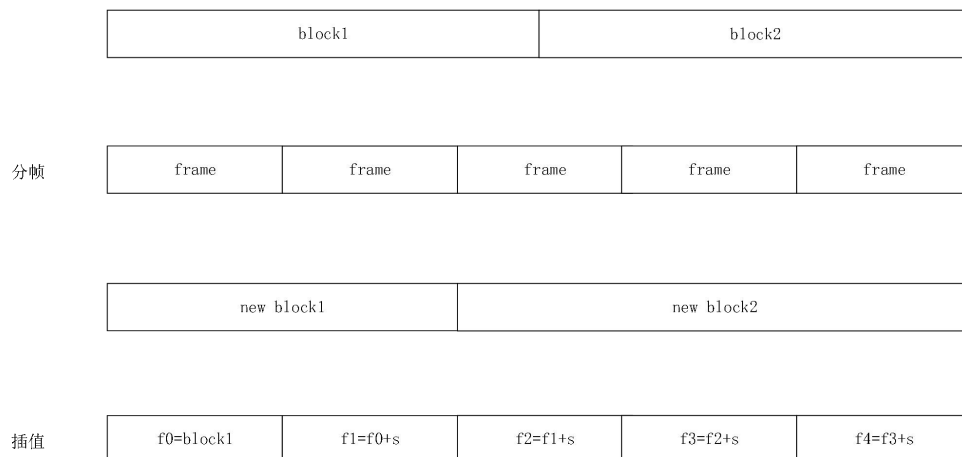 block1 block2
分帧 frame frame frame frame frame
new block1 new block2
插值 f0=block1 f1=f0+s f2=f1+s f3=f2+s f4=f3+s